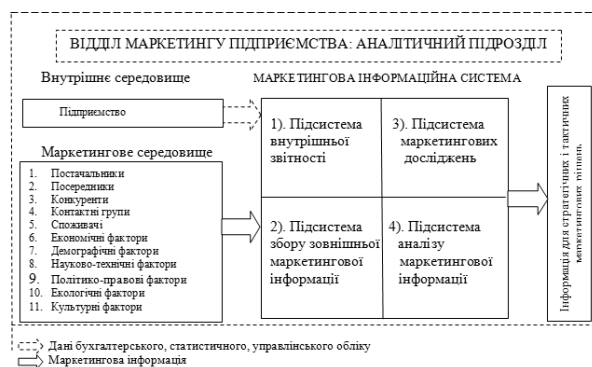 ВІДДІЛ МАРКЕТИНГУ ПІДПРИЄМСТВА: АНАЛІТИЧНИЙ ПІДРОЗДІЛ
Внутрішнє середовище
МАРКЕТИНГОВА ІНФОРМАЦІЙНА СИСТЕМА
Підприємство
Маркетингове середовище
1. Постачальники
2. Посередники
3. Конкуренти
4. Контактні групи
5. Споживачі
6. Економічні фактори
7. Демографічні фактори
8. Науково-технічні фактори
9. Політико-правові фактори
10. Екологічні фактори
11. Культурні фактори
1). Підсистема
внутрішньої
звітності
3). Підсистема
маркетингових
досліджень
2). Підсистема
збору зовнішньої
маркетингової
інформації
4). Підсистема
аналізу
маркетингової
інформації
Інформація для стратегічних і тактичних
маркетингових рішень
Дані бухгалтерського, статистичного, управлінського обліку
Маркетингова інформація